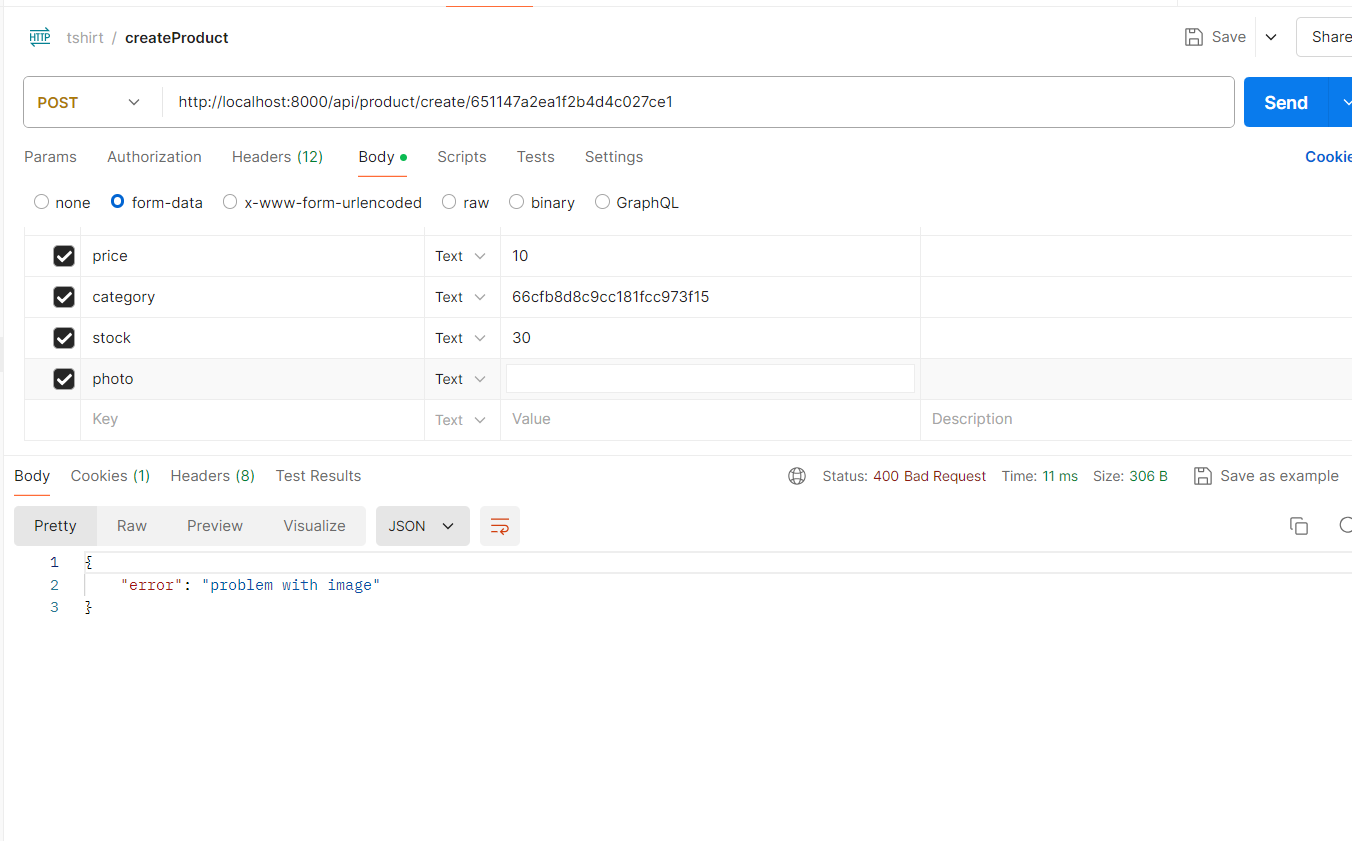 HTTP tshirt / createProduct Save Share
POST http://localhost:8000/api/product/create/651147a2ea1f2b4d4c027ce1 Send
Params Authorization Headers (12) Body Scripts Tests Settings Cookie
none form-data x-www-form-urlencoded raw binary GraphQL
price Text 10
category Text 66cfb8d8c9cc181fcc973f15
stock Text 30
photo Text
Key Text Value Description
Body Cookies (1) Headers (8) Test Results Status: 400 Bad Request Time: 11 ms Size: 306 B Save as example
Pretty Raw Preview Visualize JSON
1 {
2 "error": "problem with image"
3 }